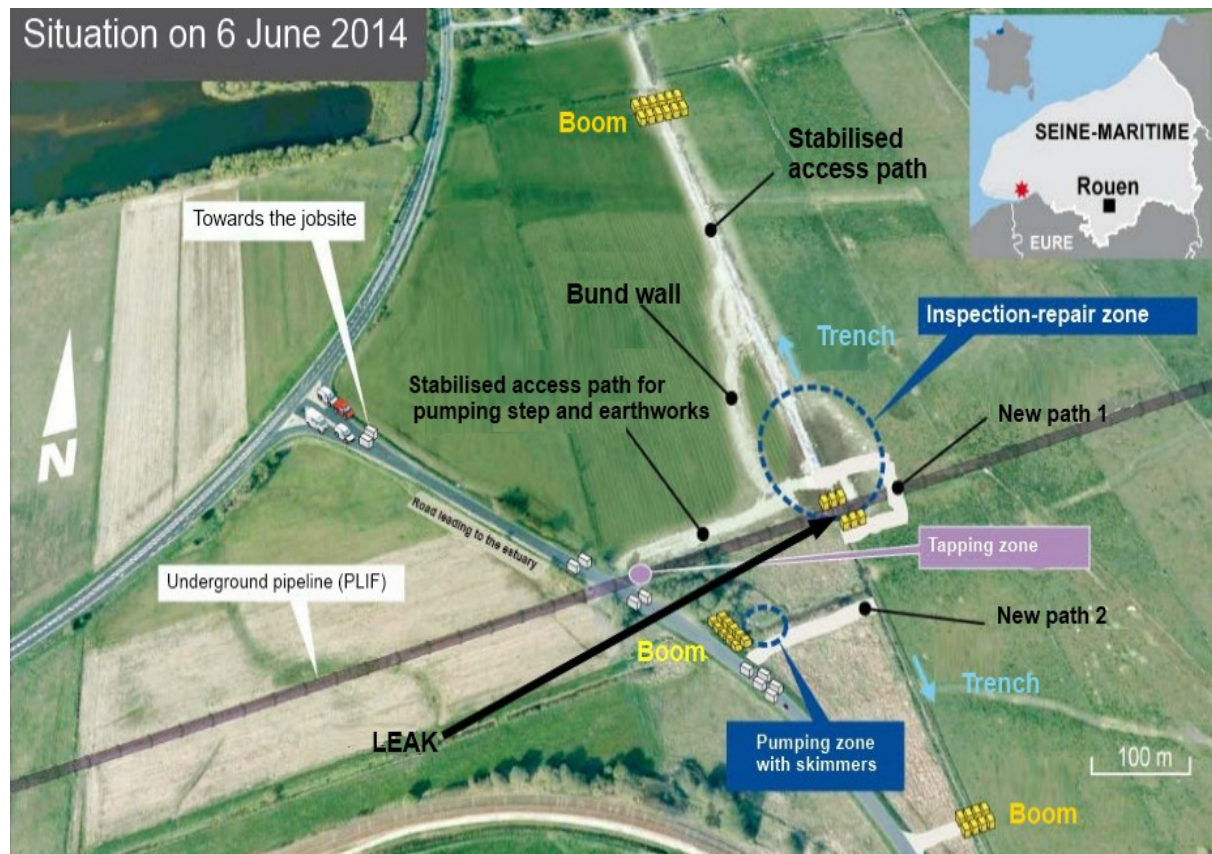 Situation on 6 June 2014
Boom
Stabilised
access path
SEINE-MARITIME
Rouen
EURE
Towards the jobsite
Bund wall
Inspection-repair zone
Trench
Stabilised access path for
pumping step and earthworks
New path 1
N
Road leading to the estuary
Tapping zone
Underground pipeline (PLIF)
New path 2
Boom
Trench
LEAK
Pumping zone
with skimmers
100 m
Boom